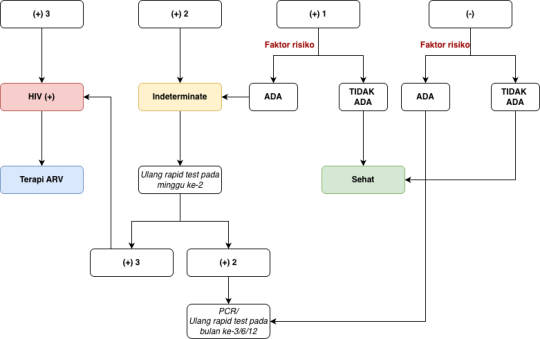 (+) 3
(+) 2
(+) 1
(-)
Faktor risiko
Faktor risiko
HIV (+)
Indeterminate
ADA
TIDAK
ADA
ADA
TIDAK
ADA
Terapi ARV
Ulang rapid test pada
minggu ke-2
Sehat
(+) 3
(+) 2
PCR/
Ulang rapid test pada
bulan ke-3/6/12